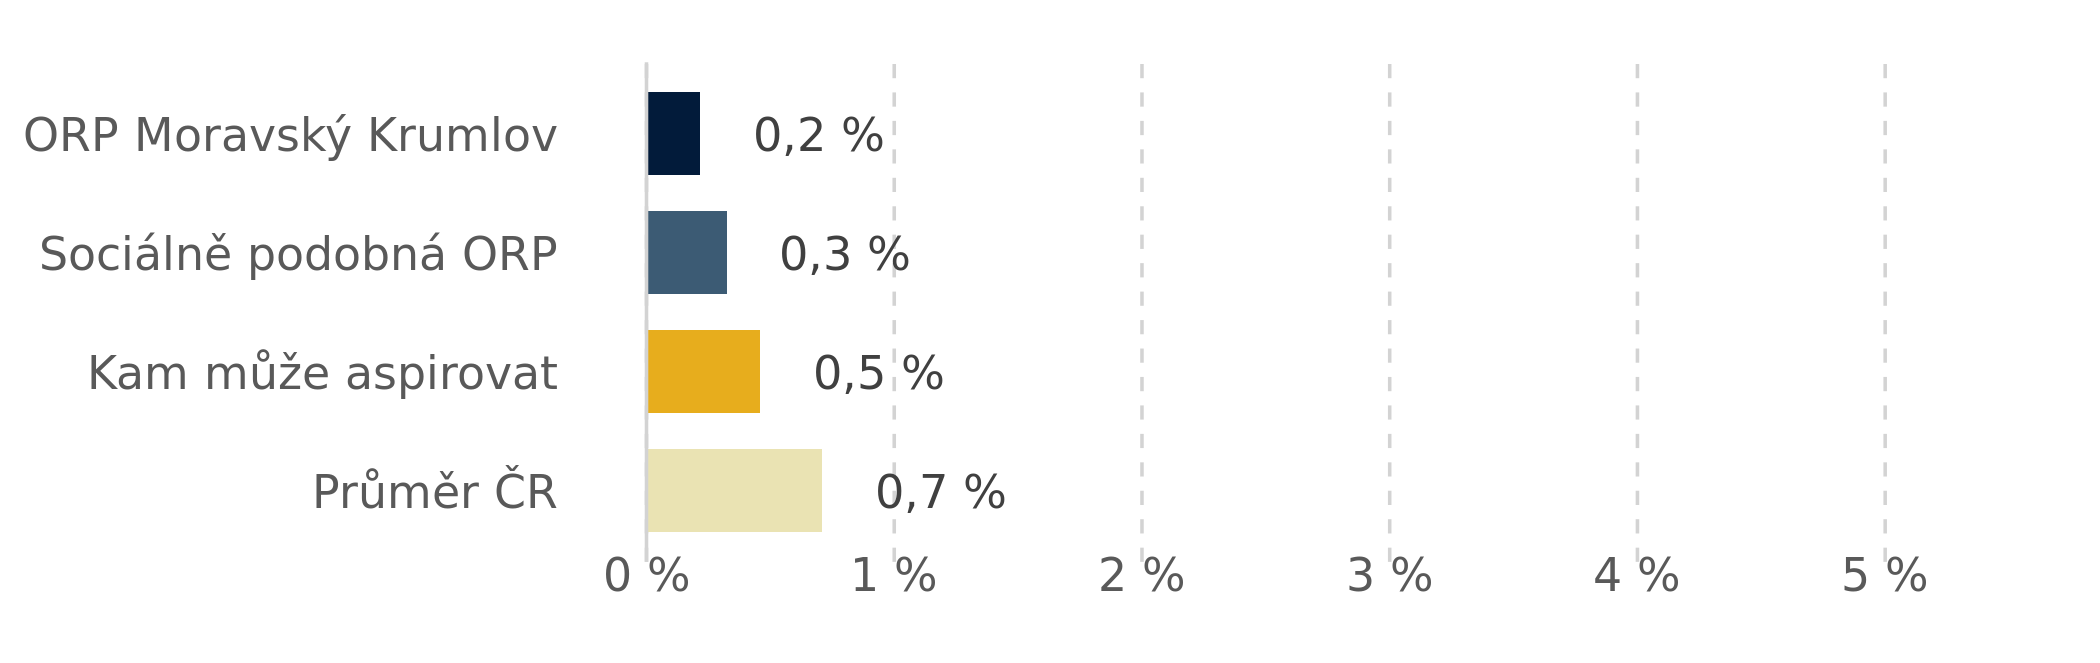 ORP Moravský Krumlov 0,2 %
Sociálně podobná ORP 0,3 %
Kam může aspirovat 0,5 %
Průměr ČR 0,7 %
0 % 1 % 2 % 3 % 4 % 5 %